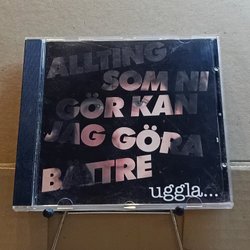 ALLTING
SOM NI
GÖR KAN
JAG GÖRA
BÄTTRE
uggla...